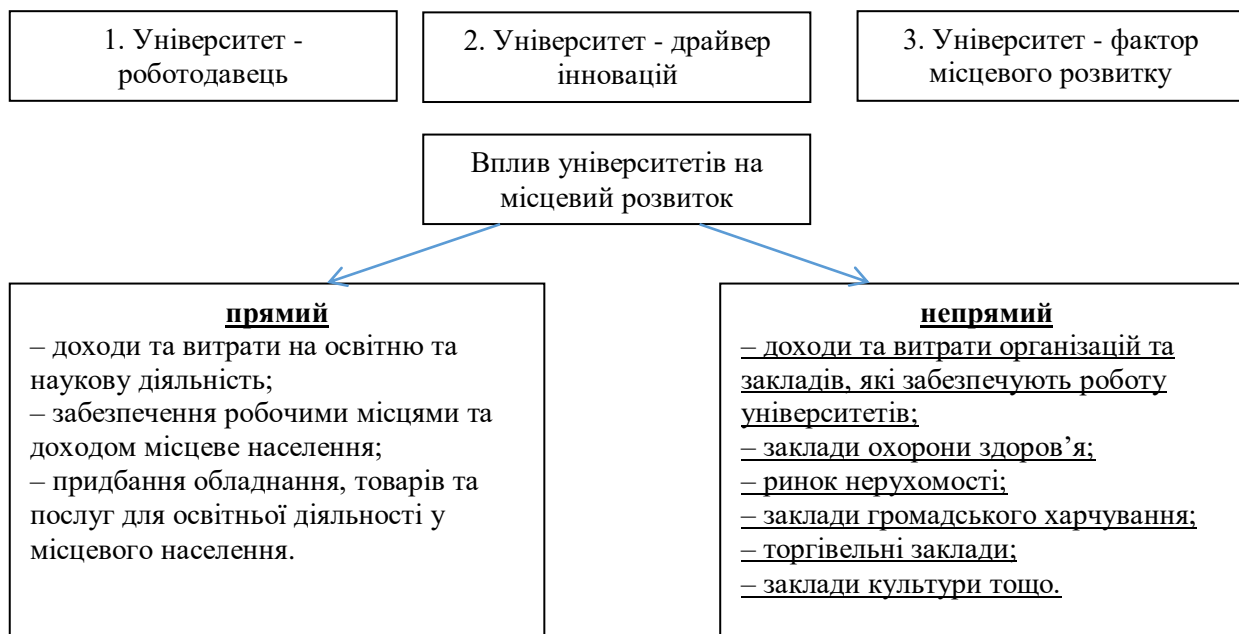 1. Університет -
роботодавець
2. Університет - драйвер
інновацій
3. Університет - фактор
місцевого розвитку
Вплив університетів на
місцевий розвиток
прямий
– доходи та витрати на освітню та
наукову діяльність;
– забезпечення робочими місцями та
доходом місцеве населення;
– придбання обладнання, товарів та
послуг для освітньої діяльності у
місцевого населення.
непрямий
– доходи та витрати організацій та
закладів, які забезпечують роботу
університетів;
– заклади охорони здоров’я;
– ринок нерухомості;
– заклади громадського харчування;
– торгівельні заклади;
– заклади культури тощо.